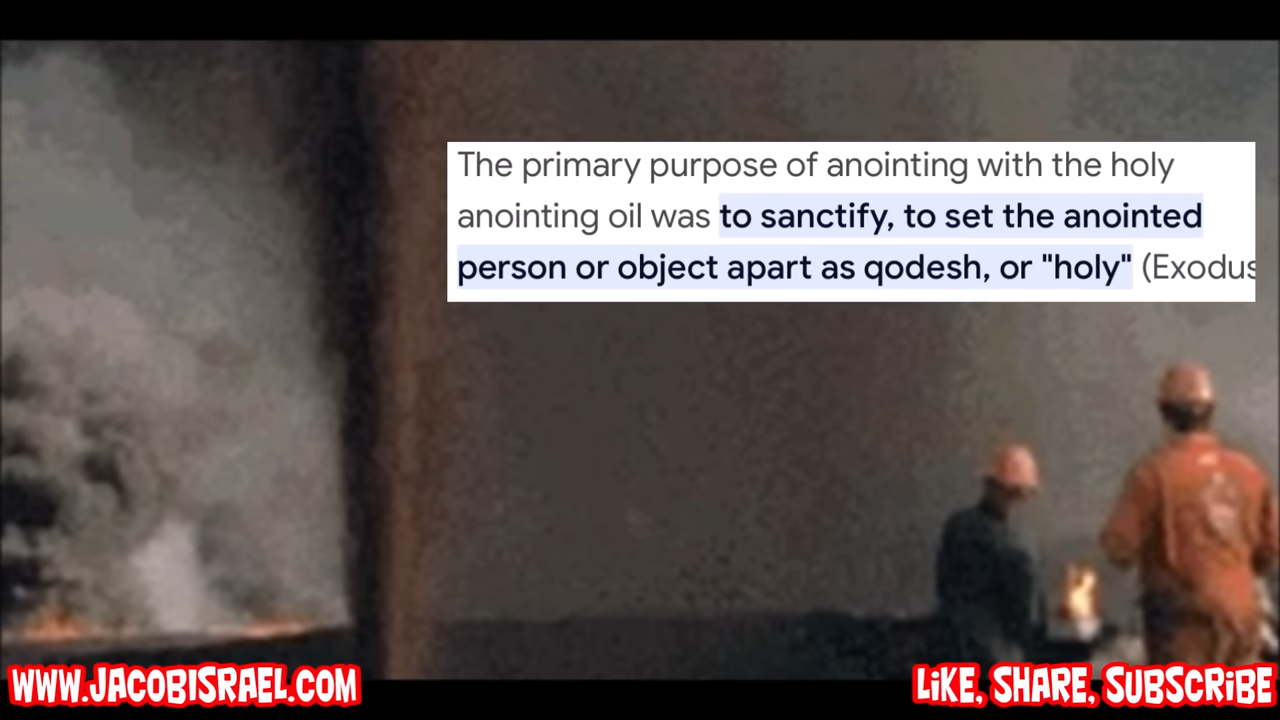 The primary purpose of anointing with the holy
anointing oil was to sanctify, to set the anointed
person or object apart as qodesh, or "holy" (Exodus
WWW.JACOBISRAEL.COM
LIKE, SHARE, SUBSCRIBE